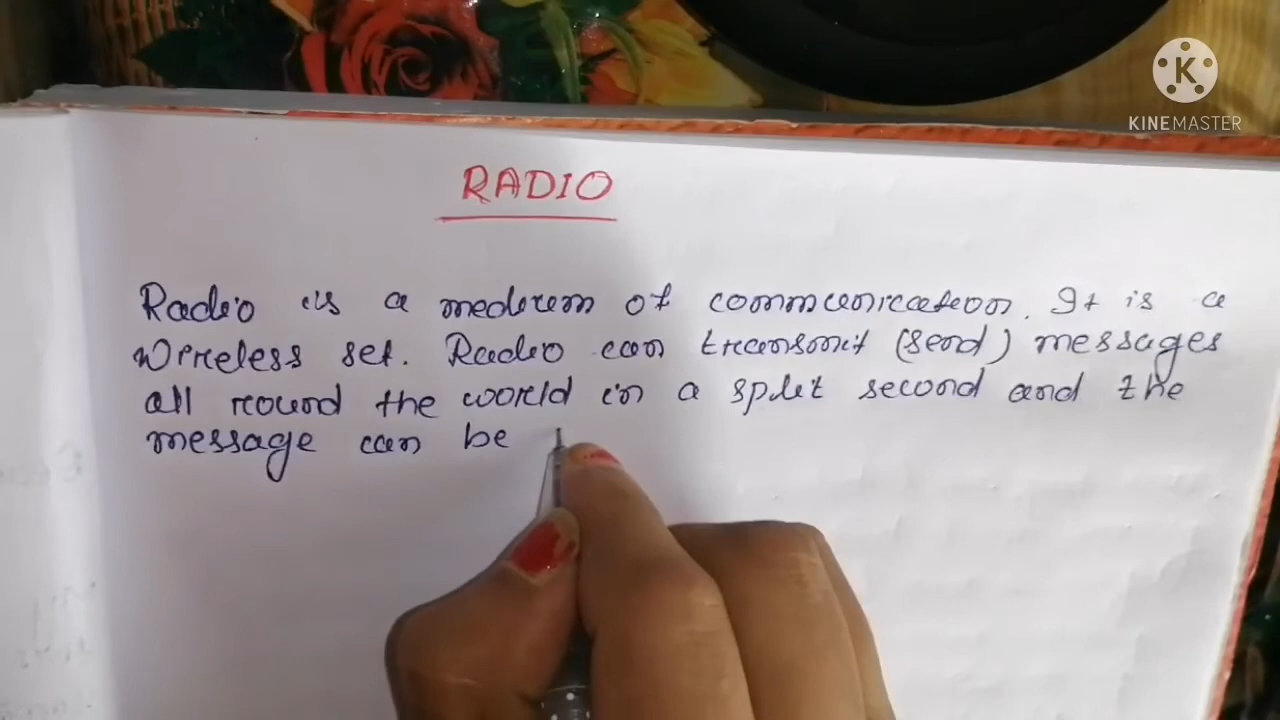 KINEMASTER
RADIO
Radio is a medium of communication. It is a
Wireless set. Radio can transmit (send) messages
all round the world in a split second and the
message can be